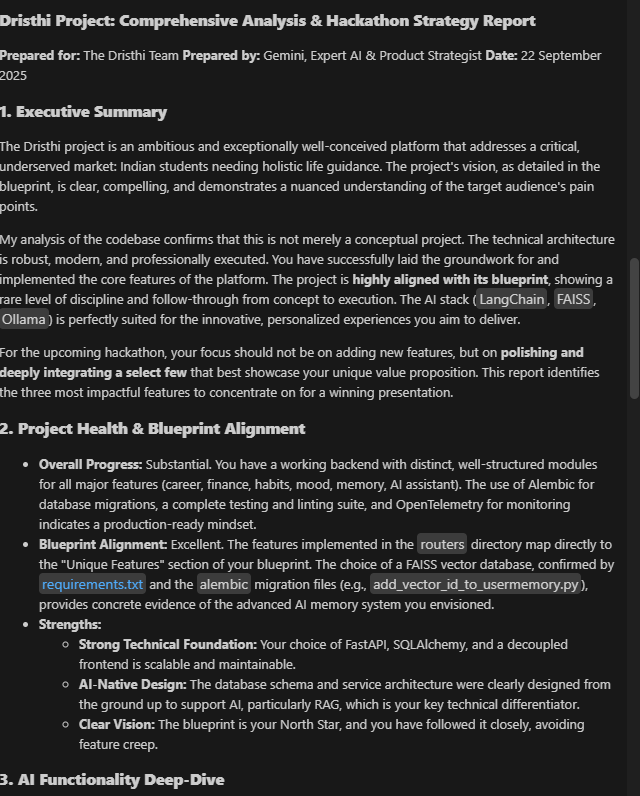 Dristhi Project: Comprehensive Analysis & Hackathon Strategy Report
Prepared for: The Dristhi Team Prepared by: Gemini, Expert AI & Product Strategist Date: 22 September
2025
1. Executive Summary
The Dristhi project is an ambitious and exceptionally well-conceived platform that addresses a critical,
underserved market: Indian students needing holistic life guidance. The project's vision, as detailed in the
blueprint, is clear, compelling, and demonstrates a nuanced understanding of the target audience's pain
points.
My analysis of the codebase confirms that this is not merely a conceptual project. The technical architecture
is robust, modern, and professionally executed. You have successfully laid the groundwork for and
implemented the core features of the platform. The project is highly aligned with its blueprint, showing a
rare level of discipline and follow-through from concept to execution. The AI stack ( LangChain , FAISS ,
Ollama ) is perfectly suited for the innovative, personalized experiences you aim to deliver.
For the upcoming hackathon, your focus should not be on adding new features, but on polishing and
deeply integrating a select few that best showcase your unique value proposition. This report identifies
the three most impactful features to concentrate on for a winning presentation.
2. Project Health & Blueprint Alignment
• Overall Progress: Substantial. You have a working backend with distinct, well-structured modules
for all major features (career, finance, habits, mood, memory, AI assistant). The use of Alembic for
database migrations, a complete testing and linting suite, and OpenTelemetry for monitoring
indicates a production-ready mindset.
• Blueprint Alignment: Excellent. The features implemented in the routers directory map directly to
the "Unique Features" section of your blueprint. The choice of a FAISS vector database, confirmed by
requirements.txt and the alembic migration files (e.g., add_vector_id_to_usermemory.py ),
provides concrete evidence of the advanced AI memory system you envisioned.
• Strengths:
◦ Strong Technical Foundation: Your choice of FastAPI, SQLAlchemy, and a decoupled
frontend is scalable and maintainable.
◦ AI-Native Design: The database schema and service architecture were clearly designed from
the ground up to support AI, particularly RAG, which is your key technical differentiator.
◦ Clear Vision: The blueprint is your North Star, and you have followed it closely, avoiding
feature creep.
3. AI Functionality Deep-Dive